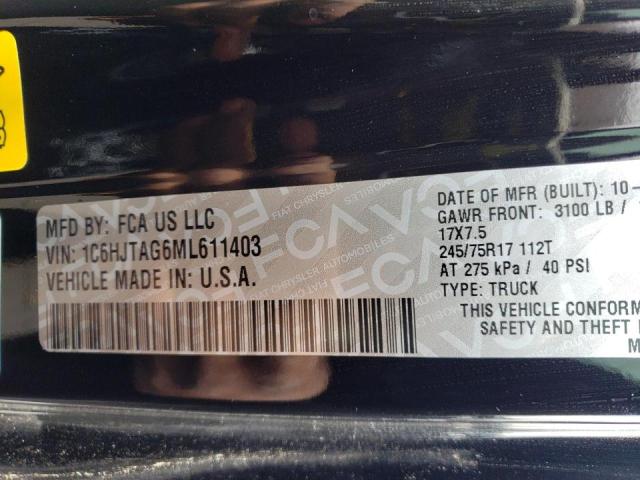 MFD BY: FCA US LLC
VIN: 1C6HJTAG6ML611403
VEHICLE MADE IN: U.S.A.
DATE OF MFR (BUILT): 10-
GAWR FRONT: 3100 LB /
17X7.5
245/75R17 112T
AT 275 kPa / 40 PSI
TYPE: TRUCK
THIS VEHICLE CONFORM
SAFETY AND THEFT
M